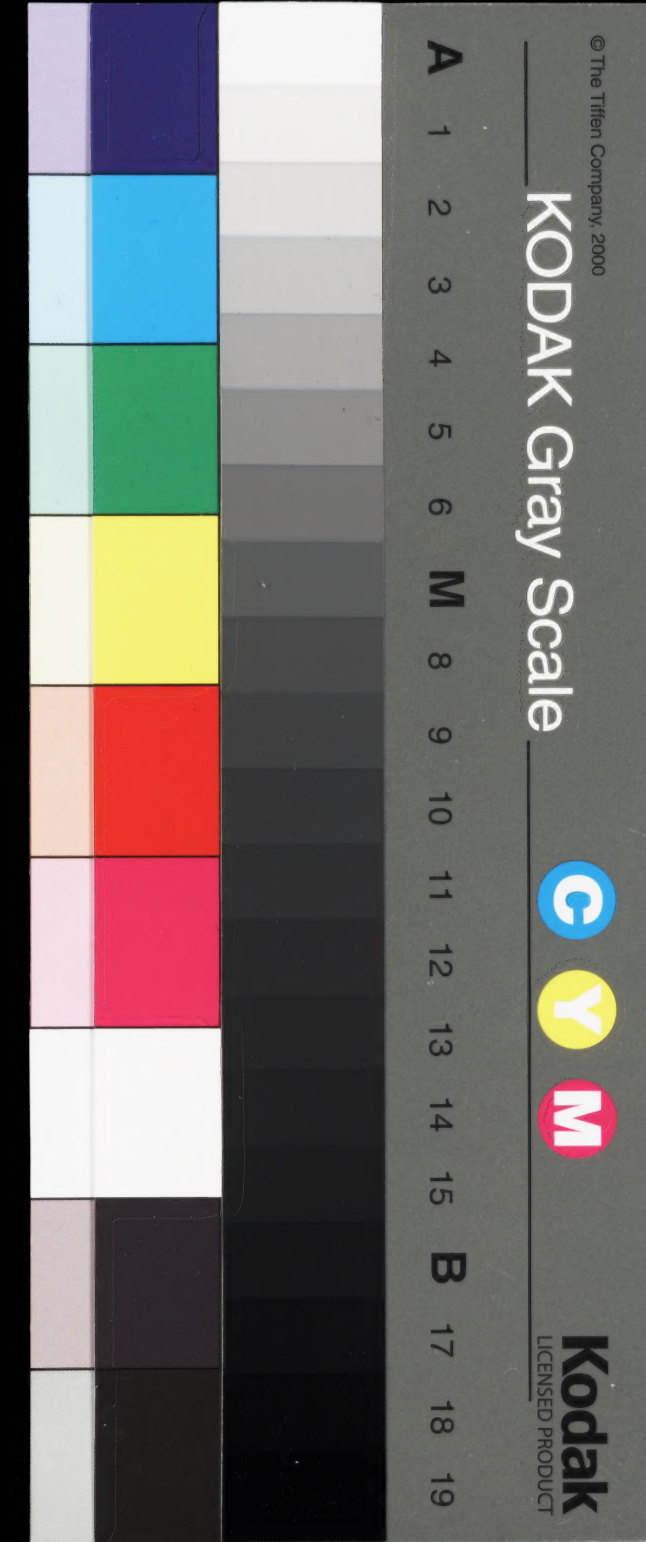 © The Tiffen Company, 2000
KODAK Gray Scale
C Y M
Kodak
LICENSED PRODUCT
A 1 2 3 4 5 6 M 8 9 10 11 12 13 14 15 B 17 18 19